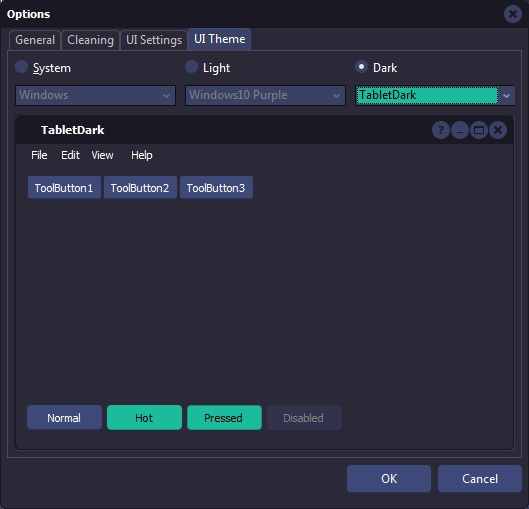 Options
General Cleaning UI Settings UI Theme
System Light Dark
Windows Windows10 Purple TabletDark
TabletDark ?
File Edit View Help
ToolButton1 ToolButton2 ToolButton3
Normal Hot Pressed Disabled
OK Cancel